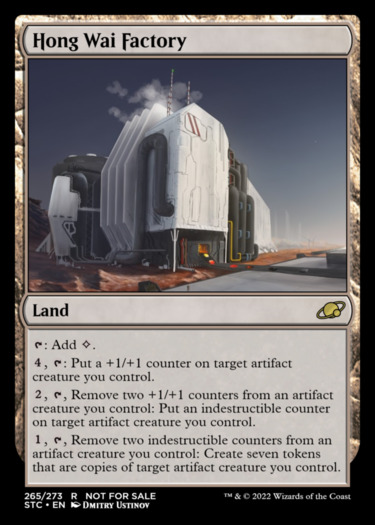 Hong Wai Factory
Land
: Add .
4, : Put a +1/+1 counter on target artifact
creature you control.
2, , Remove two +1/+1 counters from an artifact
creature you control: Put an indestructible counter
on target artifact creature you control.
1, , Remove two indestructible counters from an
artifact creature you control: Create seven tokens
that are copies of target artifact creature you control.
265/273 R NOT FOR SALE
STC • EN Dmitry Ustinov
™ & © 2022 Wizards of the Coast